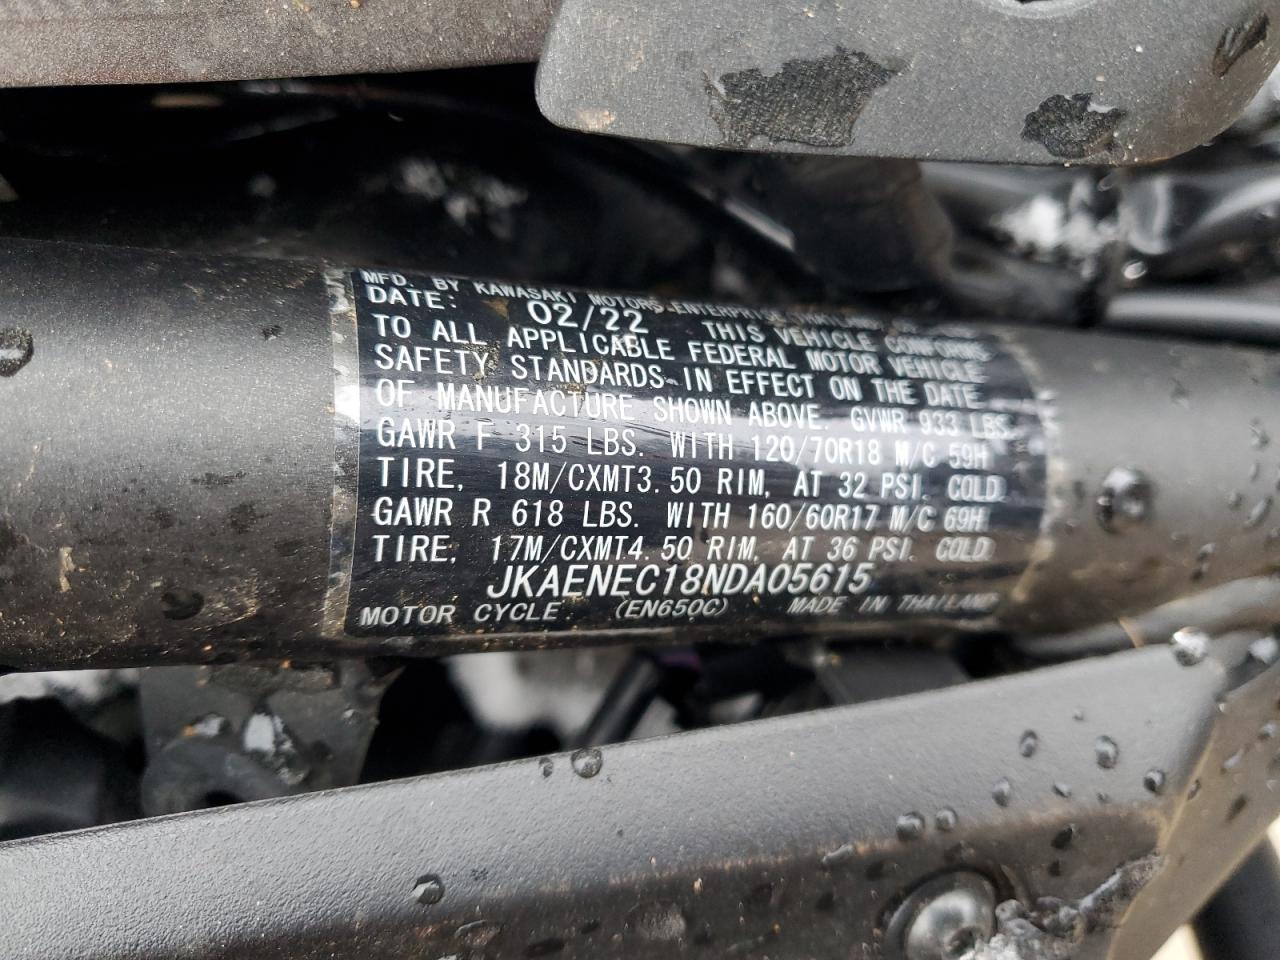 MFD. BY KAWASAKI MOTORS ENTERPRISE
DATE: 02/22 THIS VEHICLE CONFORMS
TO ALL APPLICABLE FEDERAL MOTOR VEHICLE
SAFETY STANDARDS IN EFFECT ON THE DATE
OF MANUFACTURE SHOWN ABOVE. GVWR 933 LBS
GAWR F 315 LBS. WITH 120/70R18 M/C 59H
TIRE, 18M/CXMT3.50 RIM, AT 32 PSI. COLD.
GAWR R 618 LBS. WITH 160/60R17 M/C 69H
TIRE, 17M/CXMT4.50 RIM, AT 36 PSI. COLD.
JKAENEC18NDA05615
MOTOR CYCLE. (EN650C) MADE IN THAILAND